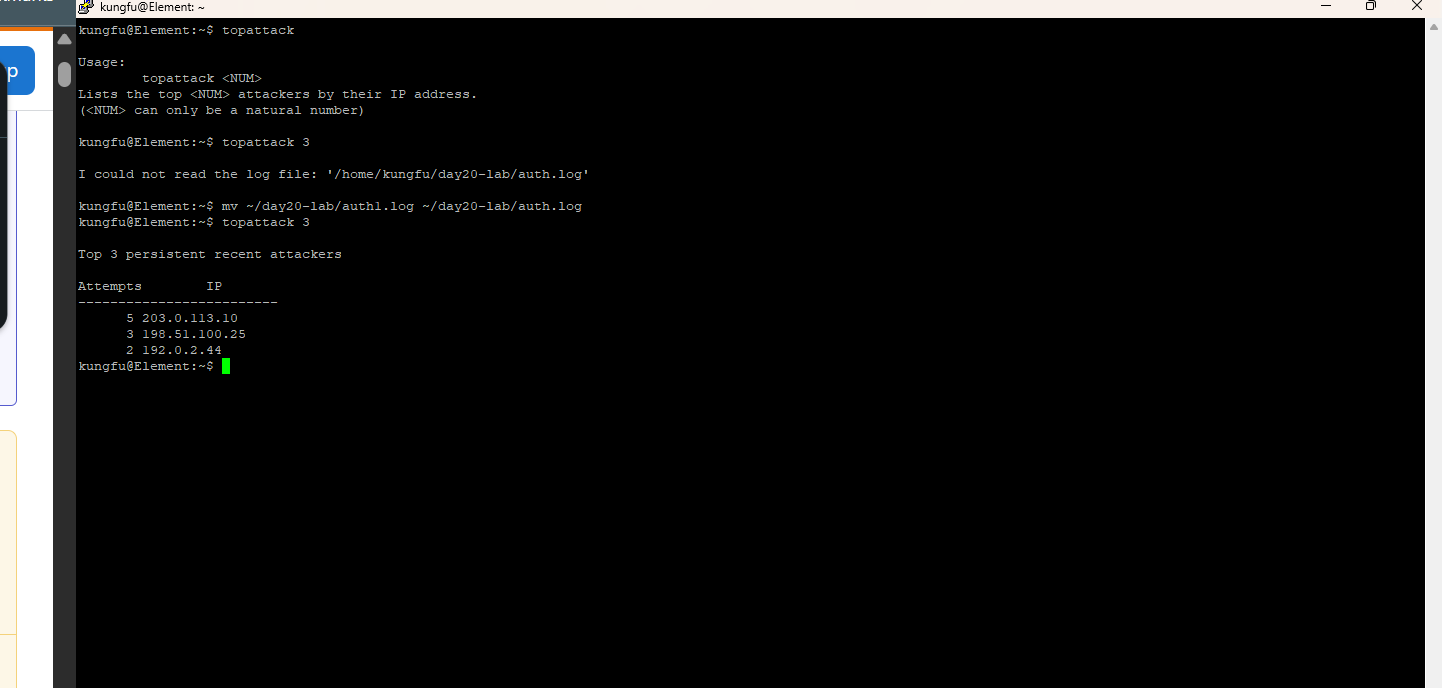 kungfu@Element: ~
p
kungfu@Element:~$ topattack
Usage:
topattack <NUM>
Lists the top <NUM> attackers by their IP address.
(<NUM> can only be a natural number)
kungfu@Element:~$ topattack 3
I could not read the log file: '/home/kungfu/day20-lab/auth.log'
kungfu@Element:~$ mv ~/day20-lab/auth1.log ~/day20-lab/auth.log
kungfu@Element:~$ topattack 3
Top 3 persistent recent attackers
Attempts        IP
-------------------------
5 203.0.113.10
3 198.51.100.25
2 192.0.2.44
kungfu@Element:~$